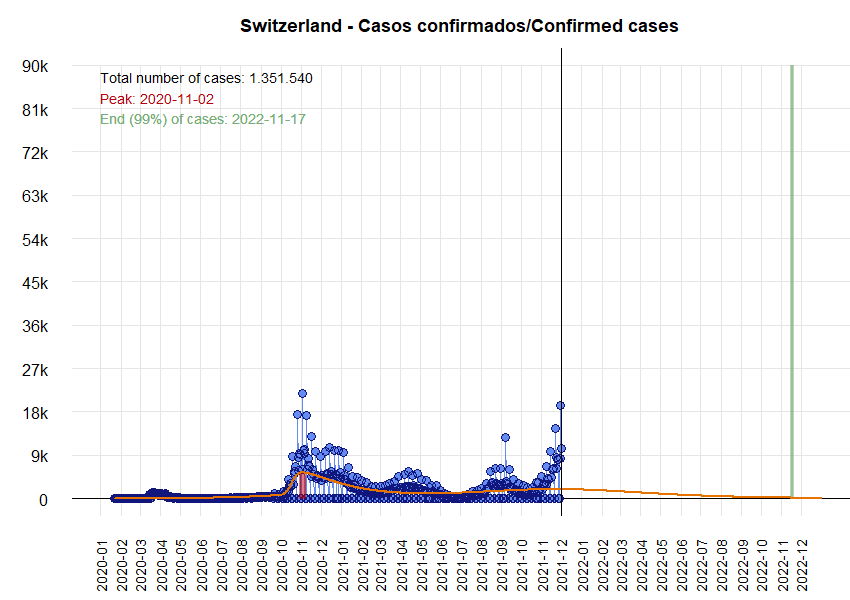 Switzerland - Casos confirmados/Confirmed cases
90k
81k
72k
63k
54k
45k
36k
27k
18k
9k
0
Total number of cases: 1.351.540
Peak: 2020-11-02
End (99%) of cases: 2022-11-17
2020-01
2020-02
2020-03
2020-04
2020-05
2020-06
2020-07
2020-08
2020-09
2020-10
2020-11
2020-12
2021-01
2021-02
2021-03
2021-04
2021-05
2021-06
2021-07
2021-08
2021-09
2021-10
2021-11
2021-12
2022-01
2022-02
2022-03
2022-04
2022-05
2022-06
2022-07
2022-08
2022-09
2022-10
2022-11
2022-12